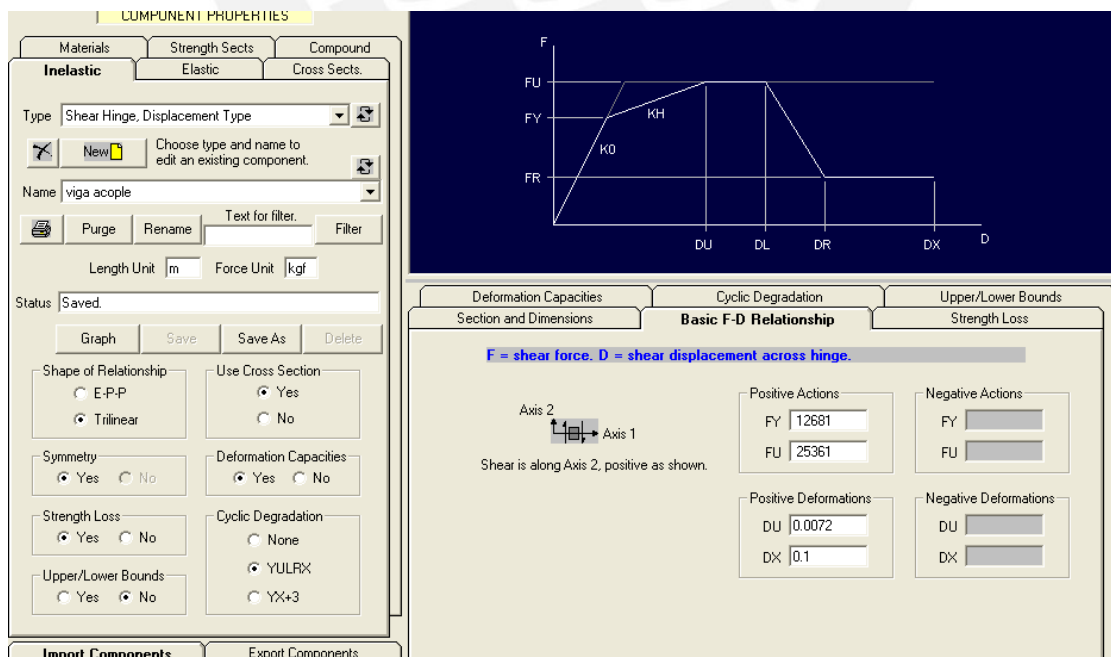 COMPONENT PROPERTIES
Materials Strength Sects Compound
Inelastic Elastic Cross Sects.
Type Shear Hinge, Displacement Type
New Choose type and name to
edit an existing component.
Name viga acople
Text for filter.
Purge Rename Filter
Length Unit m Force Unit kgf
Status Saved.
Graph Save Save As Delete
Shape of Relationship
E-P-P
Trilinear
Use Cross Section
Yes
No
Symmetry
Yes No
Deformation Capacities
Yes No
Strength Loss
Yes No
Cyclic Degradation
None
YULRX
YX+3
Upper/Lower Bounds
Yes No
Import Components Export Components
F
FU
FY
KH
K0
FR
DU DL DR DX D
Deformation Capacities Cyclic Degradation Upper/Lower Bounds
Section and Dimensions Basic F-D Relationship Strength Loss
F = shear force. D = shear displacement across hinge.
Axis 2
Axis 1
Shear is along Axis 2, positive as shown.
Positive Actions
FY 12681
FU 25361
Negative Actions
FY
FU
Positive Deformations
DU 0.0072
DX 0.1
Negative Deformations
DU
DX